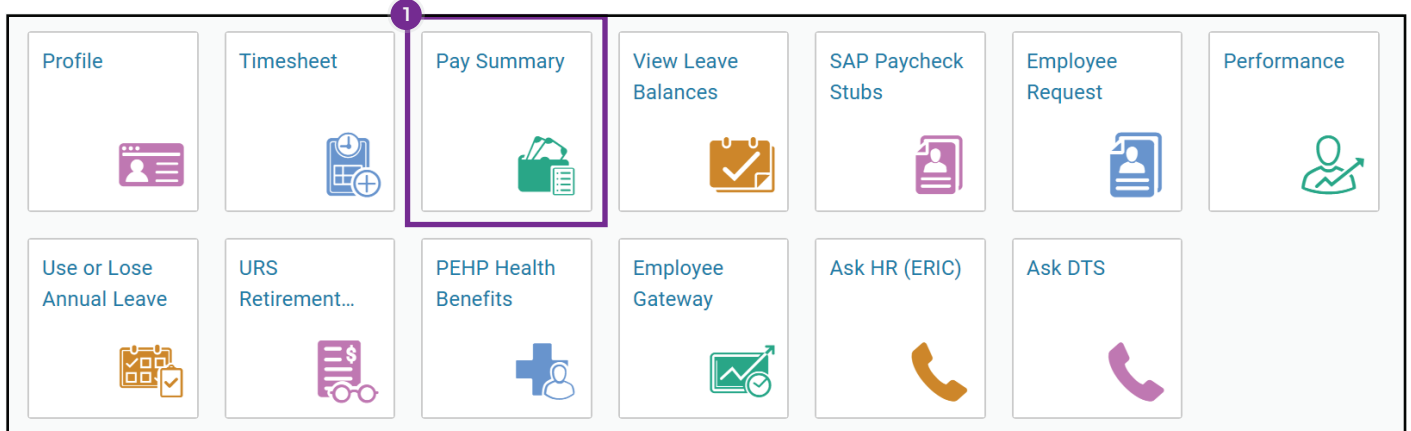 1
Profile
Timesheet
Pay Summary
View Leave
Balances
SAP Paycheck
Stubs
Employee
Request
Performance
Use or Lose
Annual Leave
URS
Retirement...
PEHP Health
Benefits
Employee
Gateway
Ask HR (ERIC)
Ask DTS
$